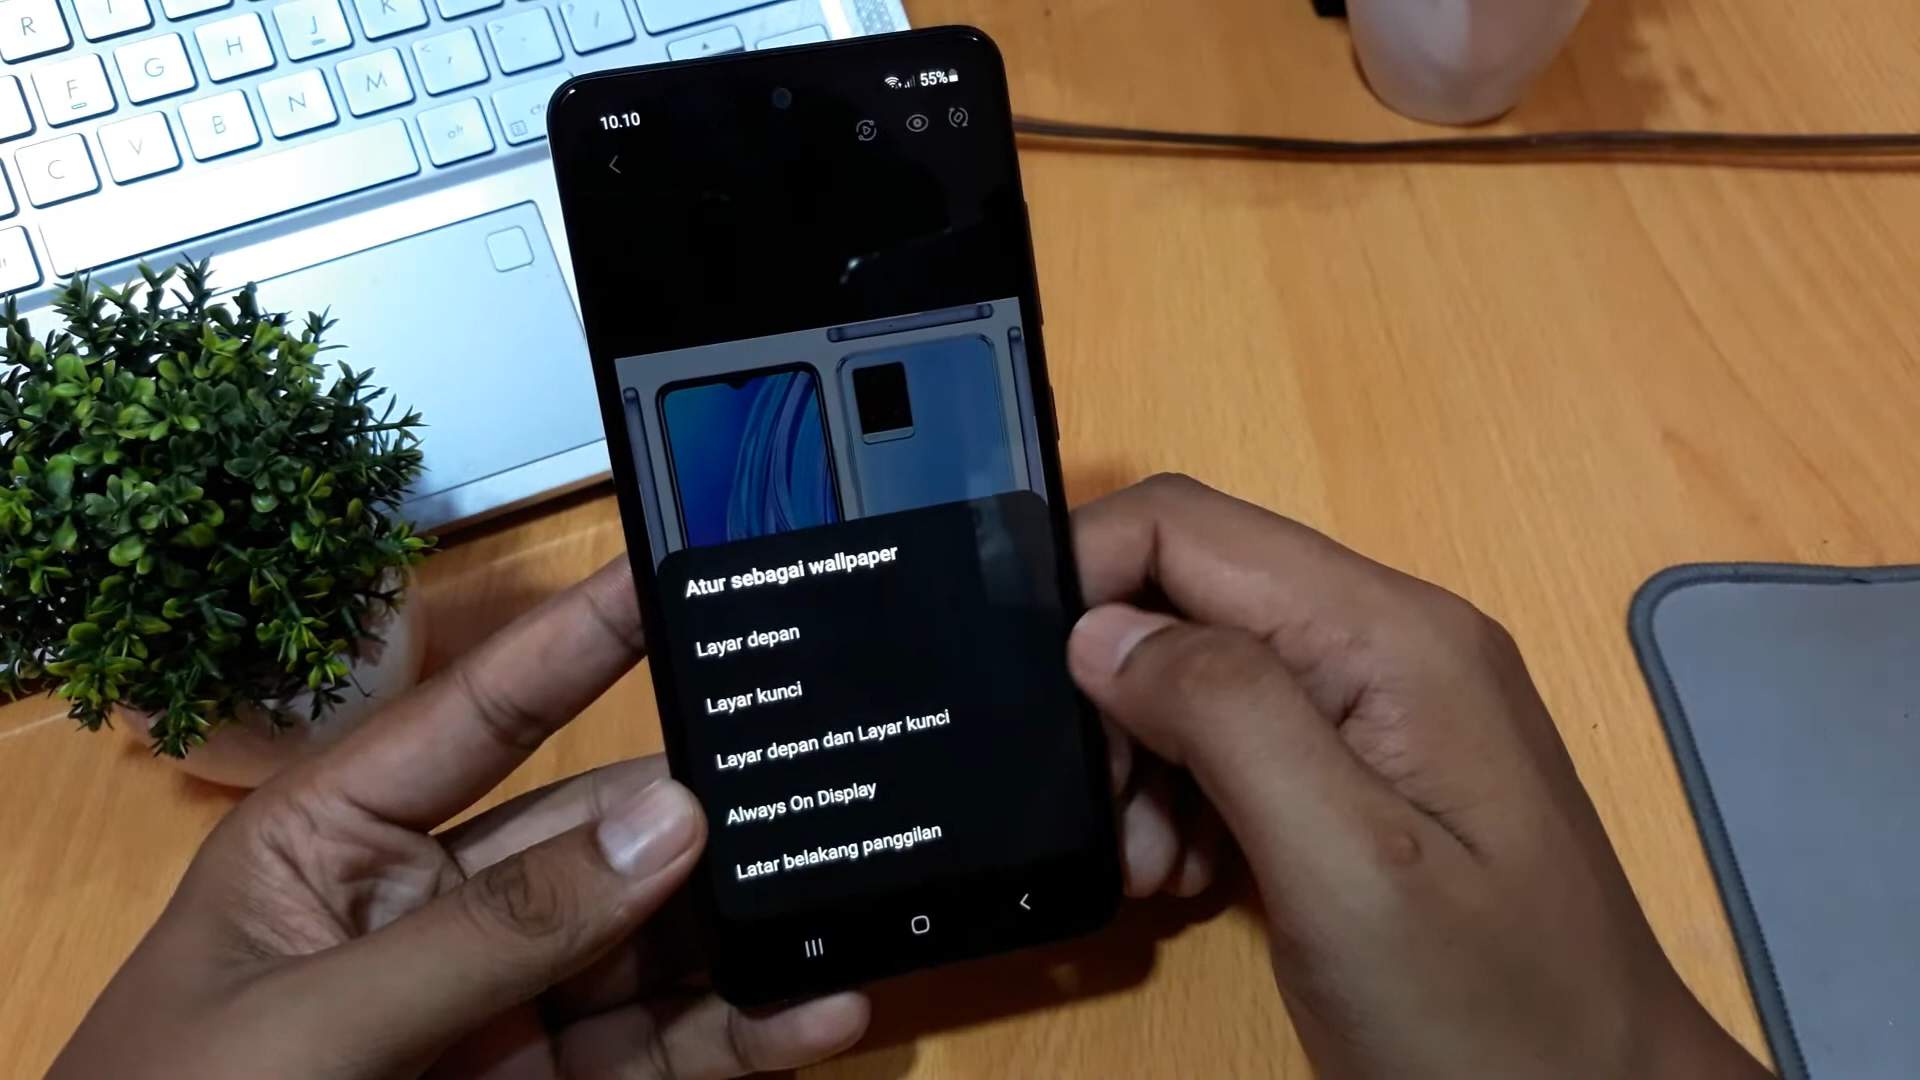 R
J
K
F
G
H
C
V
B
N
M
alt
10.10
55%
Atur sebagai wallpaper
Layar depan
Layar kunci
Layar depan dan Layar kunci
Always On Display
Latar belakang panggilan